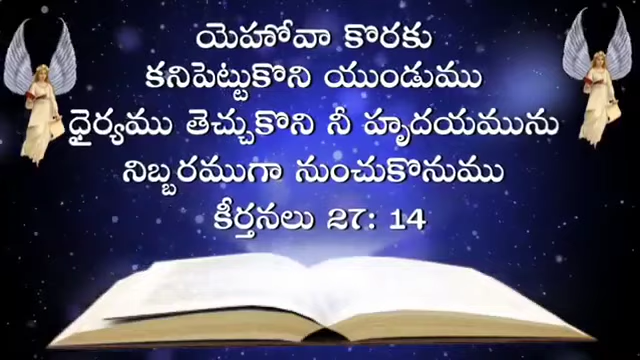 యెహోవా కొరకు
కనిపెట్టుకొని యుండుము
ధైర్యము తెచ్చుకొని నీ హృదయమును
నిబ్బరముగా నుంచుకొనుము
కీర్తనలు 27: 14